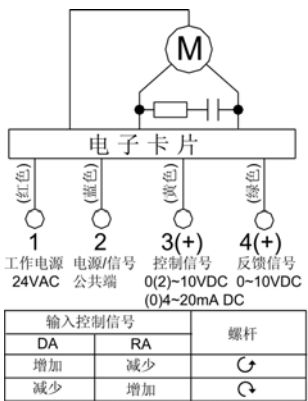 M
电子卡片
(红色) (蓝色) (黄色) (绿色)
1 2 3(+) 4(+)
工作电源 电源/信号 控制信号 反馈信号
24VAC 公共端 0(2)~10VDC 0~10VDC
(0)4~20mA DC
输入控制信号 螺杆
DA RA
增加 减少
减少 增加